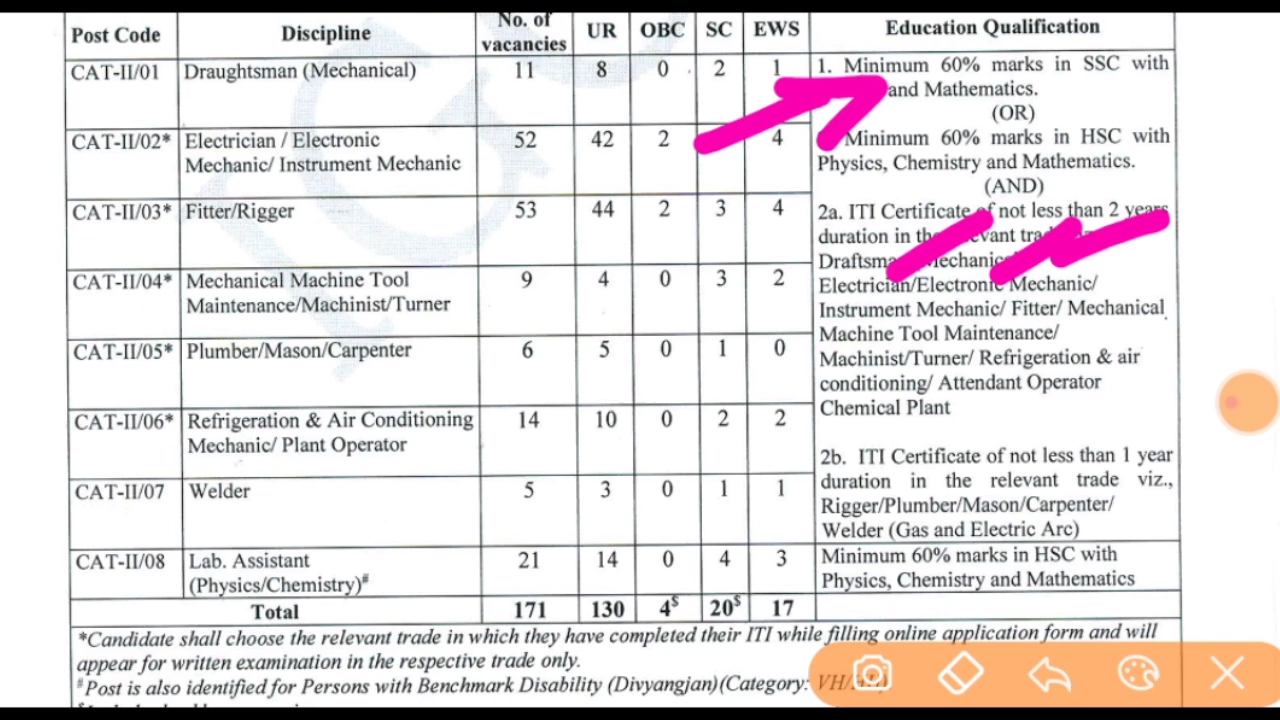 Post Code Discipline No. of vacancies UR OBC SC EWS Education Qualification
CAT-II/01 Draughtsman (Mechanical) 11 8 0 2 1
CAT-II/02* Electrician / Electronic
Mechanic/ Instrument Mechanic 52 42 2 4
CAT-II/03* Fitter/Rigger 53 44 2 3 4
CAT-II/04* Mechanical Machine Tool
Maintenance/Machinist/Turner 9 4 0 3 2
CAT-II/05* Plumber/Mason/Carpenter 6 5 0 1 0
CAT-II/06* Refrigeration & Air Conditioning
Mechanic/ Plant Operator 14 10 0 2 2
CAT-II/07 Welder 5 3 0 1 1
CAT-II/08 Lab. Assistant
(Physics/Chemistry)# 21 14 0 4 3
1. Minimum 60% marks in SSC with
and Mathematics.
(OR)
Minimum 60% marks in HSC with
Physics, Chemistry and Mathematics.
(AND)
2a. ITI Certificate of not less than 2 years
duration in the
Electrician/Electronic Mechanic/
Instrument Mechanic/ Fitter/ Mechanical
Machine Tool Maintenance/
Machinist/Turner/ Refrigeration & air
conditioning/ Attendant Operator
Chemical Plant
2b. ITI Certificate of not less than 1 year
duration in the relevant trade viz.,
Rigger/Plumber/Mason/Carpenter/
Welder (Gas and Electric Arc)
Minimum 60% marks in HSC with
Physics, Chemistry and Mathematics
Total 171 130 4$ 20$ 17
*Candidate shall choose the relevant trade in which they have completed their ITI while filling online application form and will
appear for written examination in the respective trade only.
#Post is also identified for Persons with Benchmark Disability (Divyangjan)(Category: